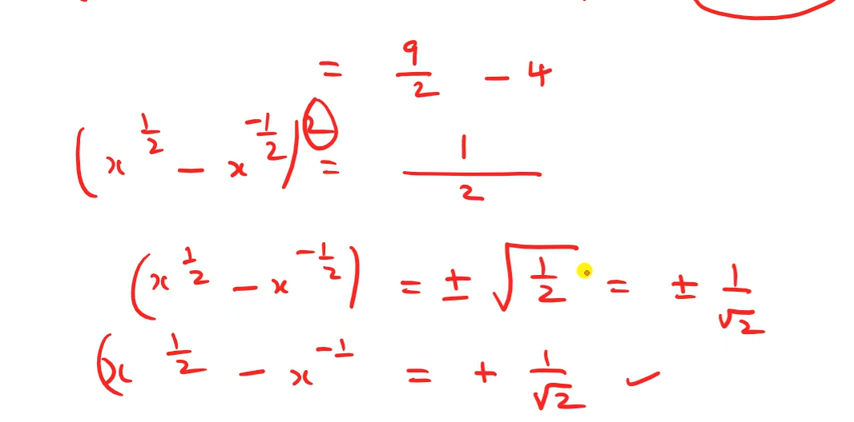 = 9/2 - 4
(x^{1/2} - x^{-1/2})^2 = 1/2
(x^{1/2} - x^{-1/2}) = ± √(1/2) = ± 1/√2
(x^{1/2} - x^{-1} = + 1/√2 ✓